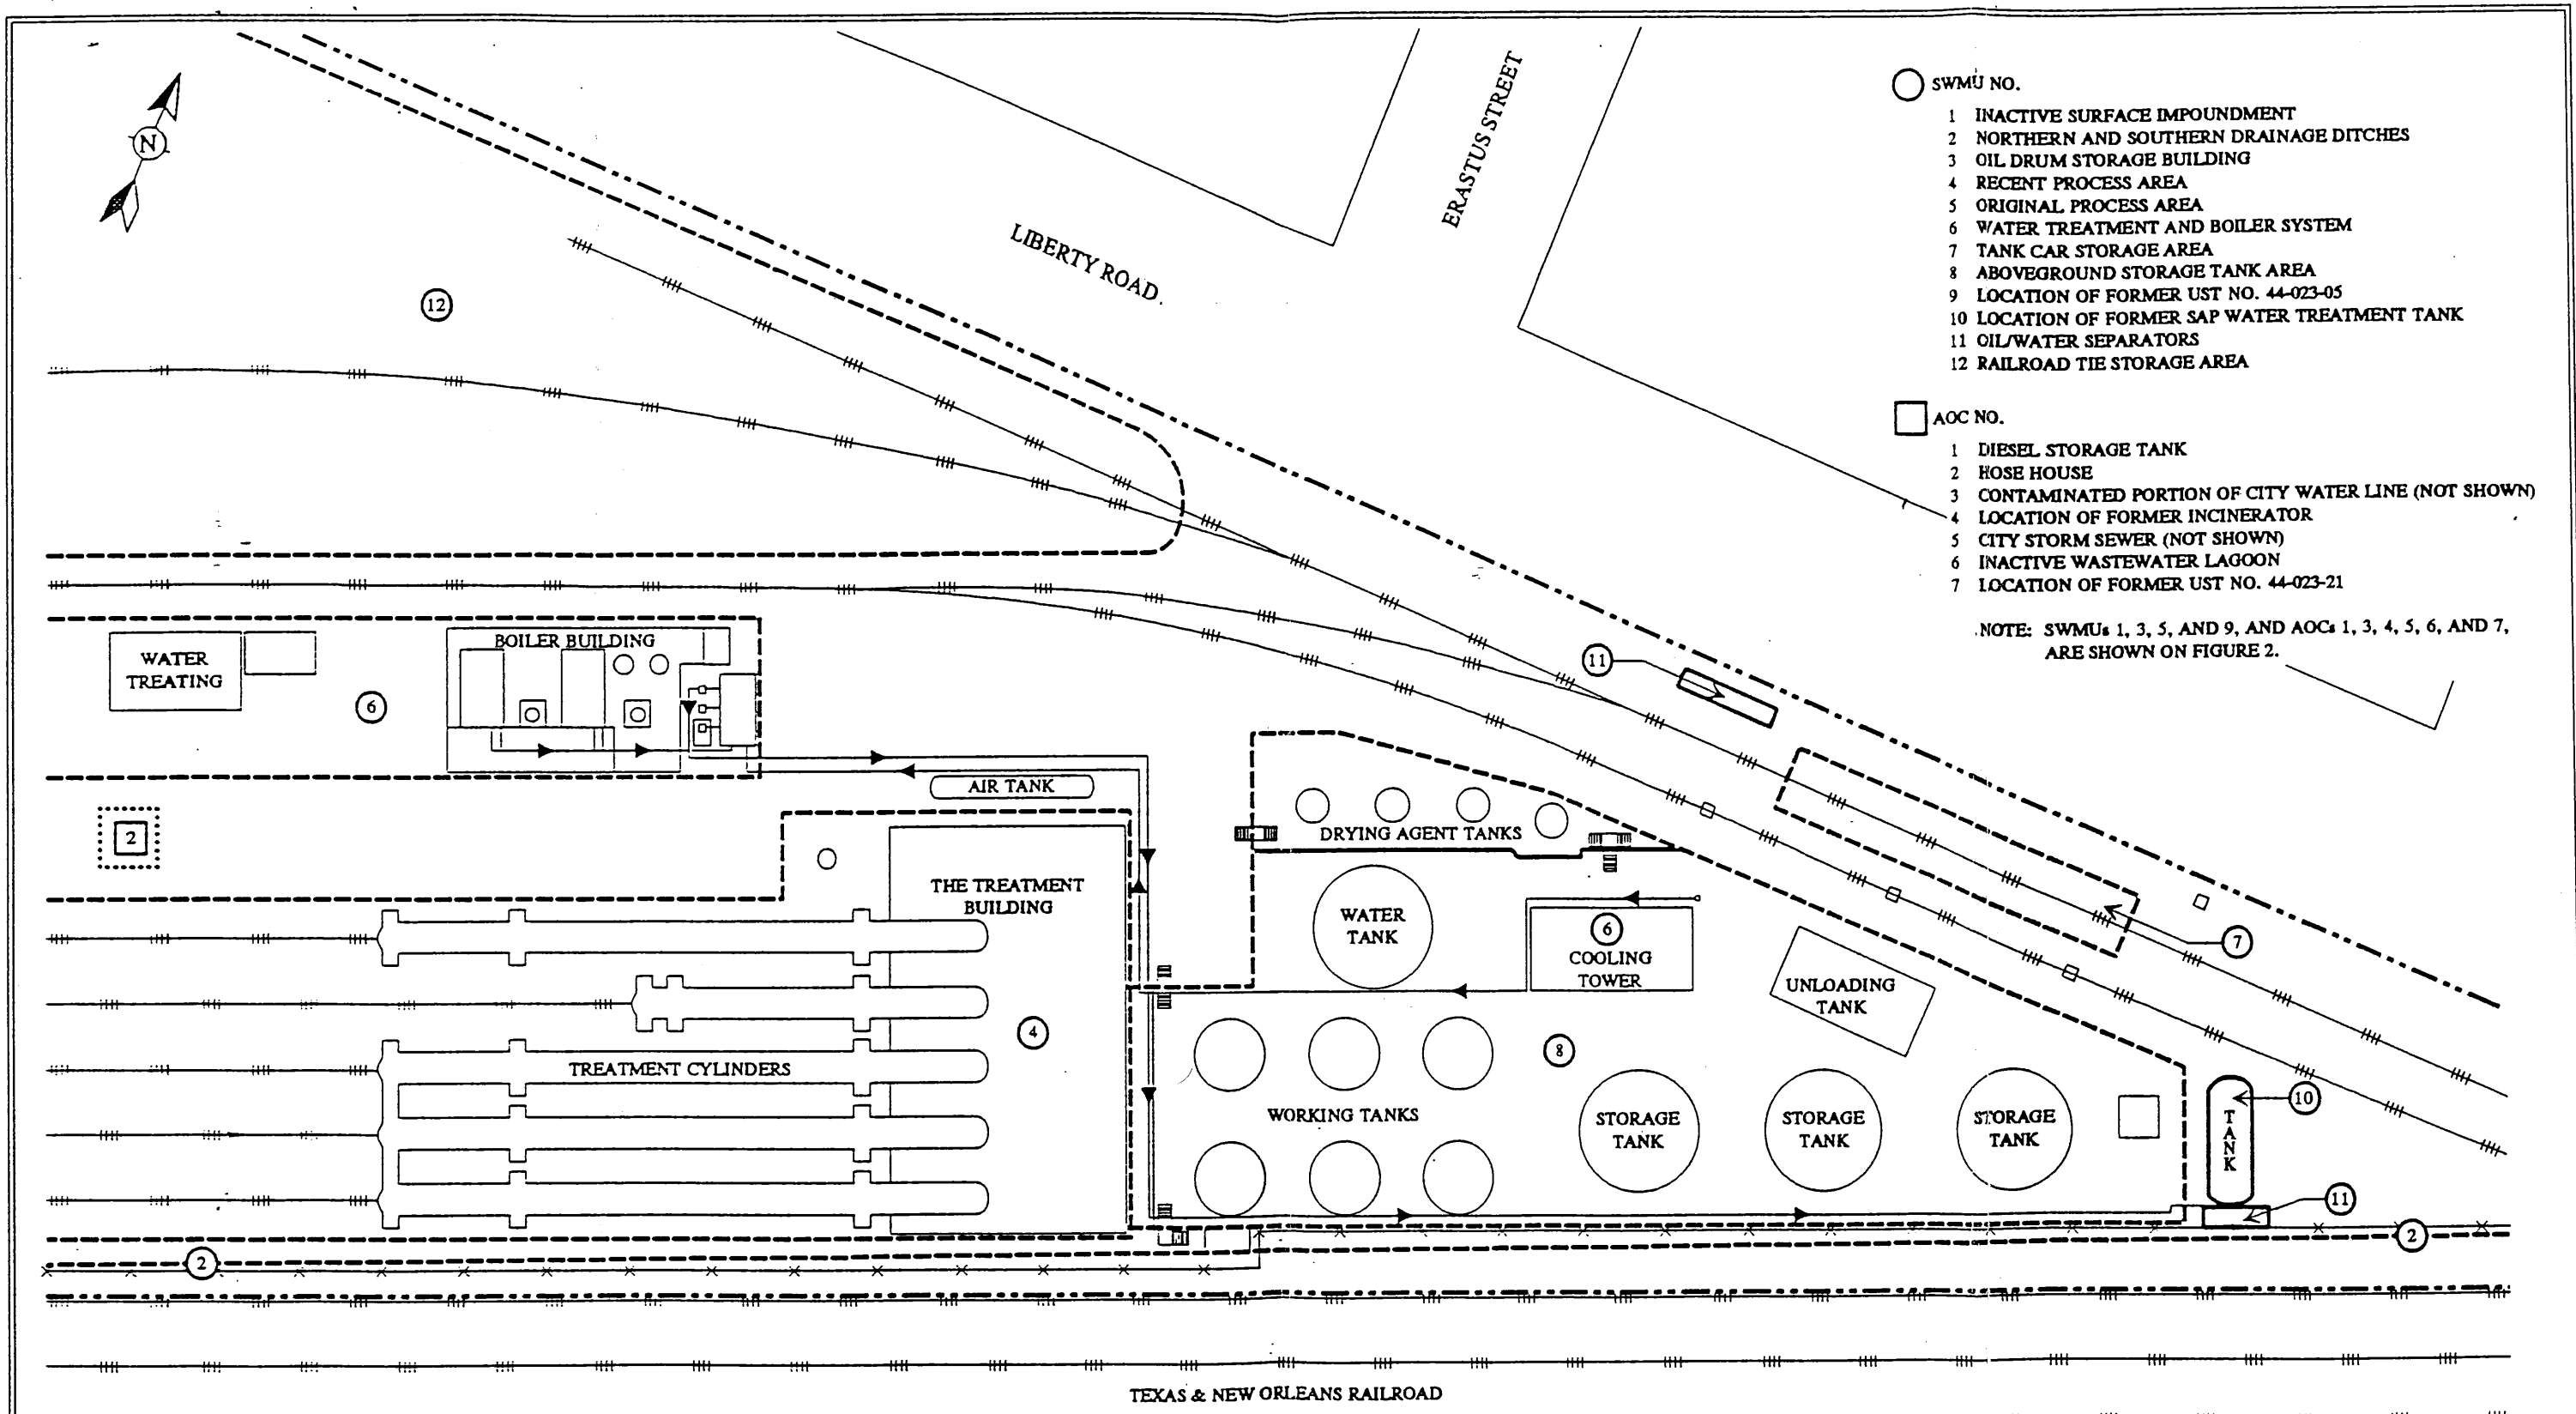 N
ERASTUS STREET
LIBERTY ROAD.
SWMU NO.
1 INACTIVE SURFACE IMPOUNDMENT
2 NORTHERN AND SOUTHERN DRAINAGE DITCHES
3 OIL DRUM STORAGE BUILDING
4 RECENT PROCESS AREA
5 ORIGINAL PROCESS AREA
6 WATER TREATMENT AND BOILER SYSTEM
7 TANK CAR STORAGE AREA
8 ABOVEGROUND STORAGE TANK AREA
9 LOCATION OF FORMER UST NO. 44-023-05
10 LOCATION OF FORMER SAP WATER TREATMENT TANK
11 OIL/WATER SEPARATORS
12 RAILROAD TIE STORAGE AREA
AOC NO.
1 DIESEL STORAGE TANK
2 HOSE HOUSE
3 CONTAMINATED PORTION OF CITY WATER LINE (NOT SHOWN)
4 LOCATION OF FORMER INCINERATOR
5 CITY STORM SEWER (NOT SHOWN)
6 INACTIVE WASTEWATER LAGOON
7 LOCATION OF FORMER UST NO. 44-023-21
NOTE: SWMUs 1, 3, 5, AND 9, AND AOCs 1, 3, 4, 5, 6, AND 7,
ARE SHOWN ON FIGURE 2.
12
WATER
TREATING
6
BOILER BUILDING
11
AIR TANK
2
DRYING AGENT TANKS
THE TREATMENT
BUILDING
WATER
TANK
6
COOLING
TOWER
7
UNLOADING
TANK
4
8
TREATMENT CYLINDERS
WORKING TANKS
STORAGE
TANK
STORAGE
TANK
STORAGE
TANK
TANK
10
11
2
2
TEXAS & NEW ORLEANS RAILROAD